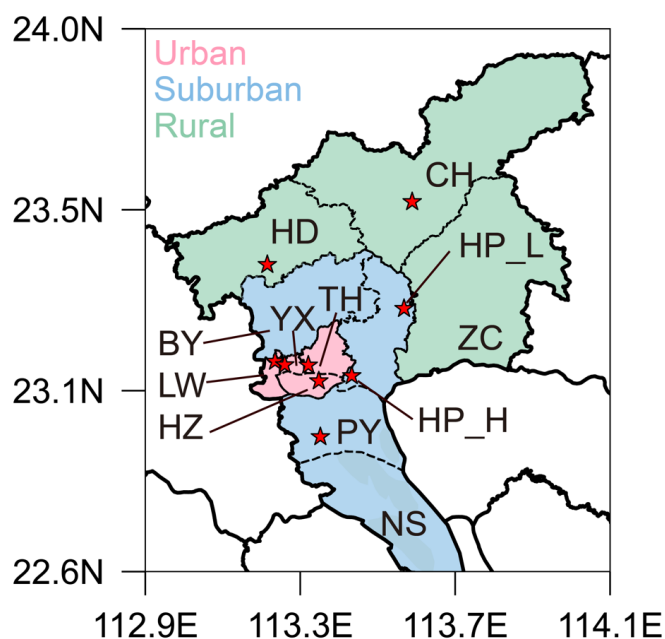 24.0N
Urban
Suburban
Rural
CH
23.5N
HD
HP_L
TH
YX
BY
ZC
LW
23.1N
HZ
HP_H
PY
NS
22.6N
112.9E
113.3E
113.7E
114.1E